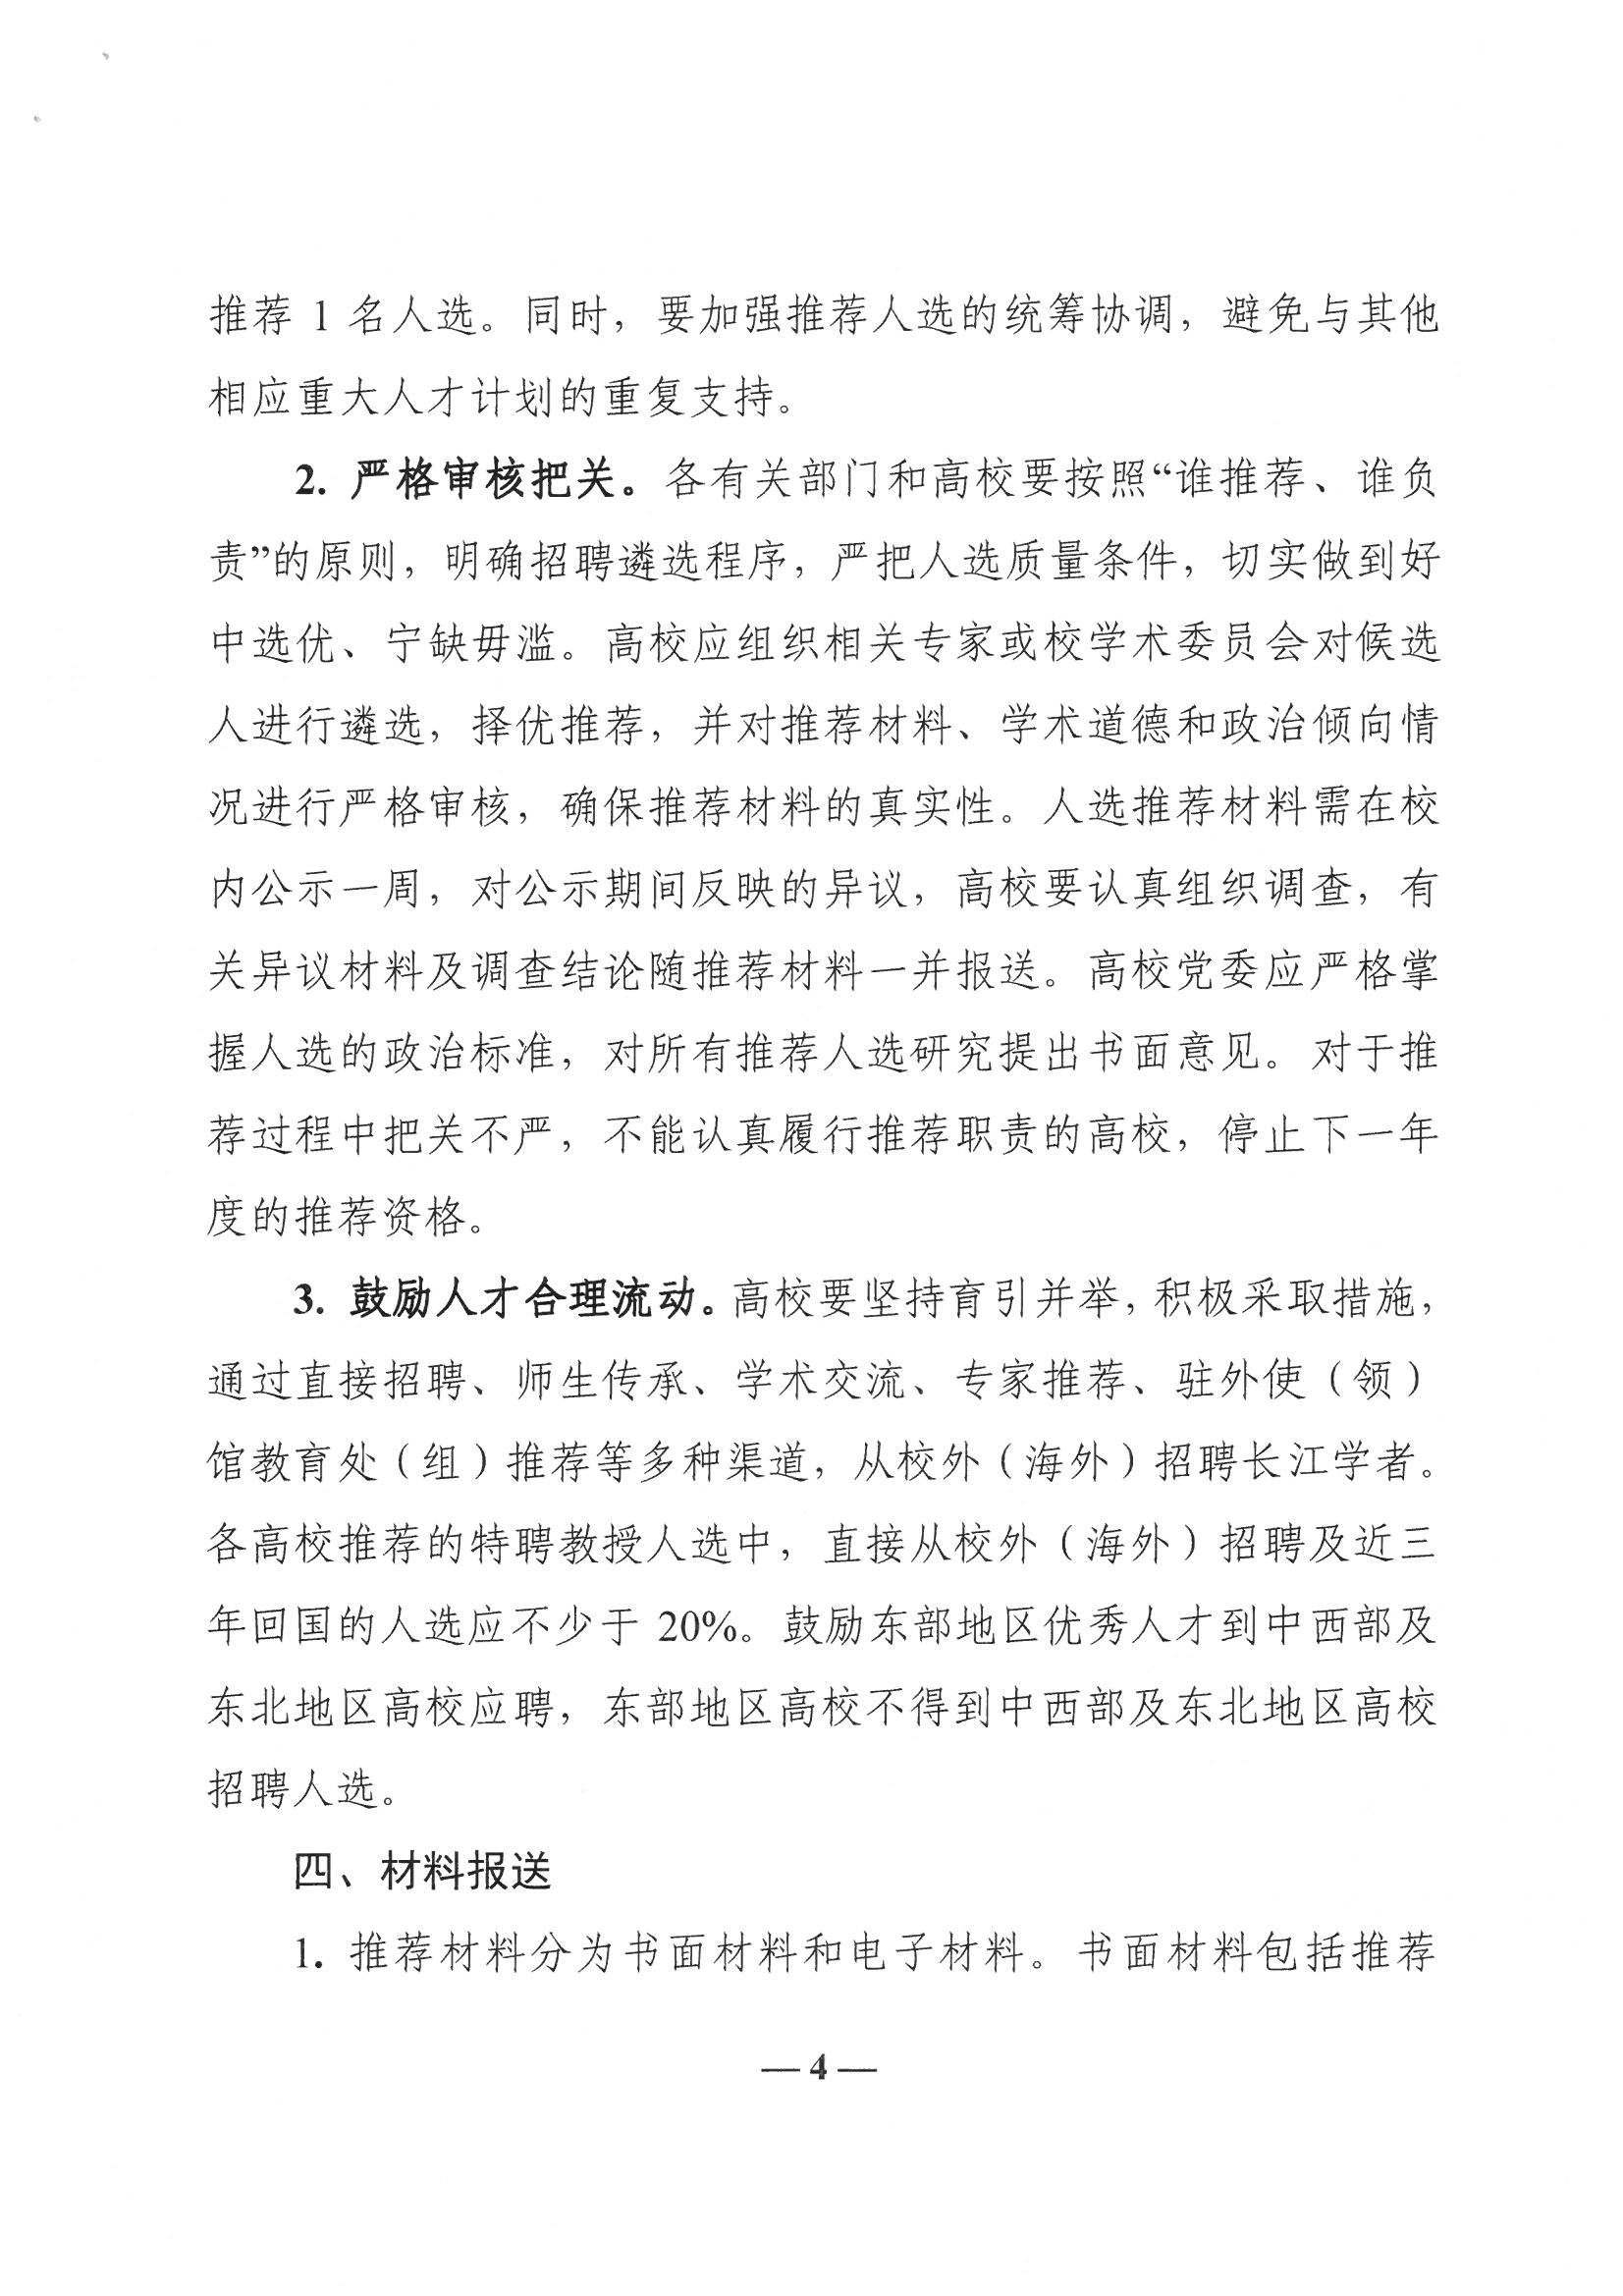 推荐 1 名人选。同时，要加强推荐人选的统筹协调，避免与其他
相应重大人才计划的重复支持。
2. 严格审核把关。各有关部门和高校要按照“谁推荐、谁负
责”的原则，明确招聘遴选程序，严把人选质量条件，切实做到好
中选优、宁缺毋滥。高校应组织相关专家或校学术委员会对候选
人进行遴选，择优推荐，并对推荐材料、学术道德和政治倾向情
况进行严格审核，确保推荐材料的真实性。人选推荐材料需在校
内公示一周，对公示期间反映的异议，高校要认真组织调查，有
关异议材料及调查结论随推荐材料一并报送。高校党委应严格掌
握人选的政治标准，对所有推荐人选研究提出书面意见。对于推
荐过程中把关不严，不能认真履行推荐职责的高校，停止下一年
度的推荐资格。
3. 鼓励人才合理流动。高校要坚持育引并举，积极采取措施，
通过直接招聘、师生传承、学术交流、专家推荐、驻外使（领）
馆教育处（组）推荐等多种渠道，从校外（海外）招聘长江学者。
各高校推荐的特聘教授人选中，直接从校外（海外）招聘及近三
年回国的人选应不少于 20%。鼓励东部地区优秀人才到中西部及
东北地区高校应聘，东部地区高校不得到中西部及东北地区高校
招聘人选。
四、材料报送
1. 推荐材料分为书面材料和电子材料。书面材料包括推荐
— 4 —